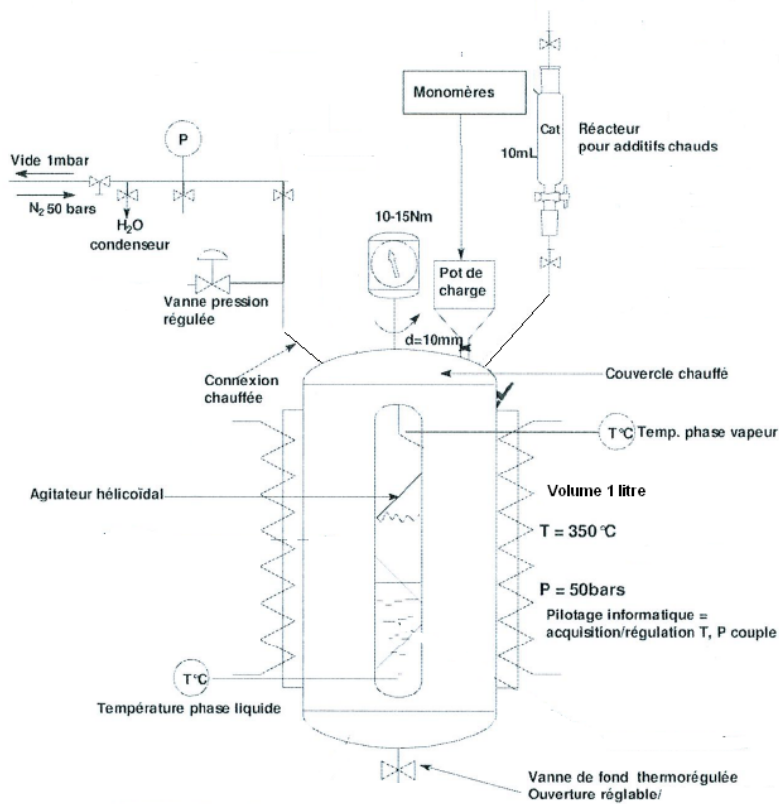 Monomères
Cat
10mL
Réacteur
pour additifs chauds
P
Vide 1mbar
N2 50 bars
H2O
condenseur
10-15Nm
Pot de
charge
Vanne pression
régulée
d=10mm
Connexion
chauffée
Couvercle chauffé
T°C Temp. phase vapeur
Agitateur hélicoïdal
Volume 1 litre
T = 350°C
P = 50bars
Pilotage informatique =
acquisition/régulation T, P couple
T°C
Température phase liquide
Vanne de fond thermorégulée
Ouverture réglable/